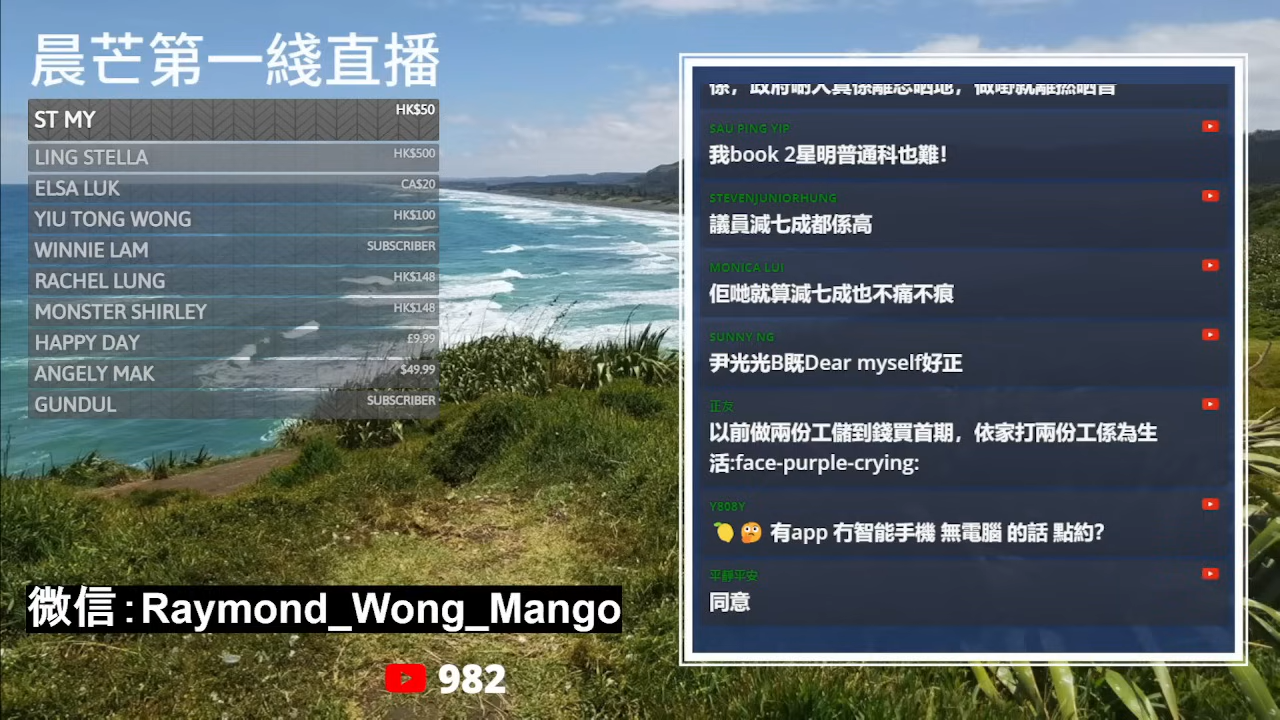 晨芒第一綫直播
ST MY HK$50
LING STELLA HK$500
ELSA LUK CA$20
YIU TONG WONG HK$100
WINNIE LAM SUBSCRIBER
RACHEL LUNG HK$148
MONSTER SHIRLEY HK$148
HAPPY DAY £9.99
ANGELY MAK $49.99
GUNDUL SUBSCRIBER
微信:Raymond_Wong_Mango
982
SAU PING YIP
我book 2星明普通科也難!
STEVENJUNIORHUNG
議員減七成都係高
MONICA LUI
佢哋就算減七成也不痛不痕
SUNNY NG
尹光光B既Dear myself好正
正友
以前做兩份工儲到錢買首期，依家打兩份工係為生
活:face-purple-crying:
Y808Y
🍋 🤔 有app 冇智能手機 無電腦 的話 點約?
平靜平安
同意